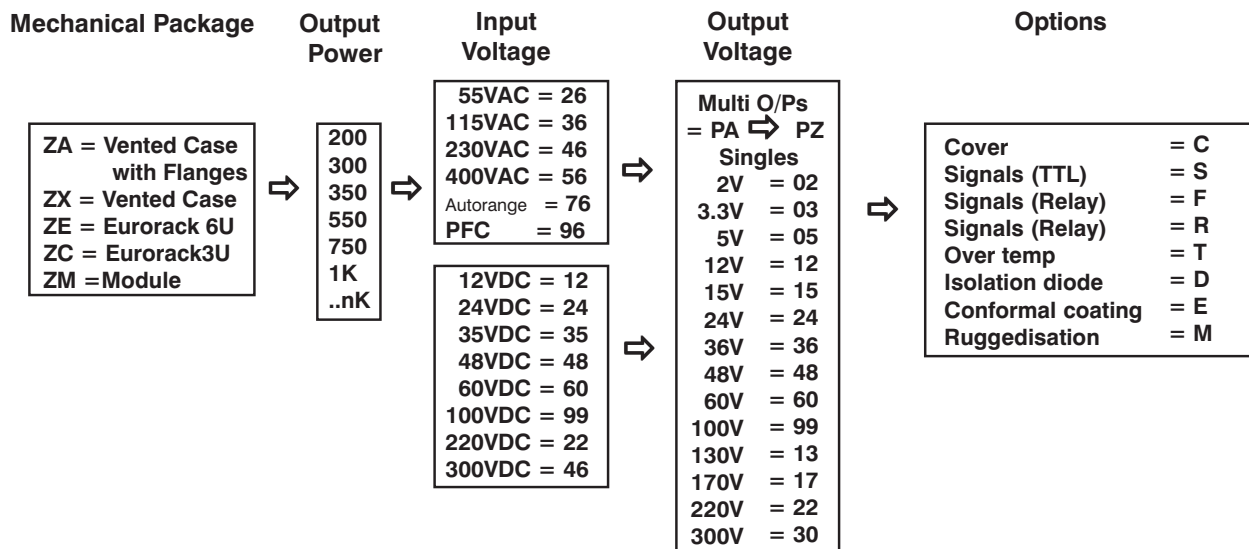 Mechanical Package
Output
Power
Input
Voltage
Output
Voltage
Options
ZA = Vented Case
with Flanges
ZX = Vented Case
ZE = Eurorack 6U
ZC = Eurorack3U
ZM =Module
200
300
350
550
750
1K
..nK
55VAC = 26
115VAC = 36
230VAC = 46
400VAC = 56
Autorange = 76
PFC = 96
12VDC = 12
24VDC = 24
35VDC = 35
48VDC = 48
60VDC = 60
100VDC = 99
220VDC = 22
300VDC = 46
Multi O/Ps
= PA ⇨ PZ
Singles
2V = 02
3.3V = 03
5V = 05
12V = 12
15V = 15
24V = 24
36V = 36
48V = 48
60V = 60
100V = 99
130V = 13
170V = 17
220V = 22
300V = 30
Cover = C
Signals (TTL) = S
Signals (Relay) = F
Signals (Relay) = R
Over temp = T
Isolation diode = D
Conformal coating = E
Ruggedisation = M